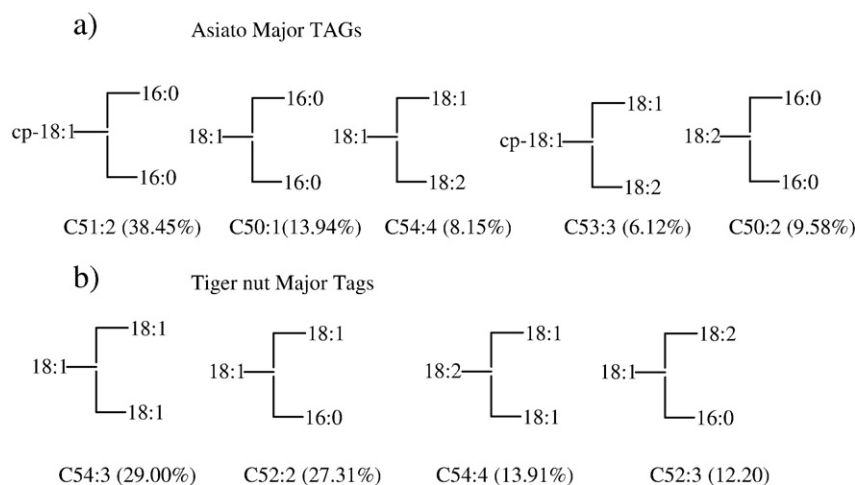 a) Asiato Major TAGs
16:0 16:0 18:1 18:1 16:0
cp-18:1 18:1 18:1 cp-18:1 18:2
16:0 16:0 18:2 18:2 16:0
C51:2 (38.45%) C50:1(13.94%) C54:4 (8.15%) C53:3 (6.12%) C50:2 (9.58%)
b) Tiger nut Major Tags
18:1 18:1 18:1 18:2
18:1 18:1 18:2 18:1
18:1 16:0 18:1 16:0
C54:3 (29.00%) C52:2 (27.31%) C54:4 (13.91%) C52:3 (12.20)